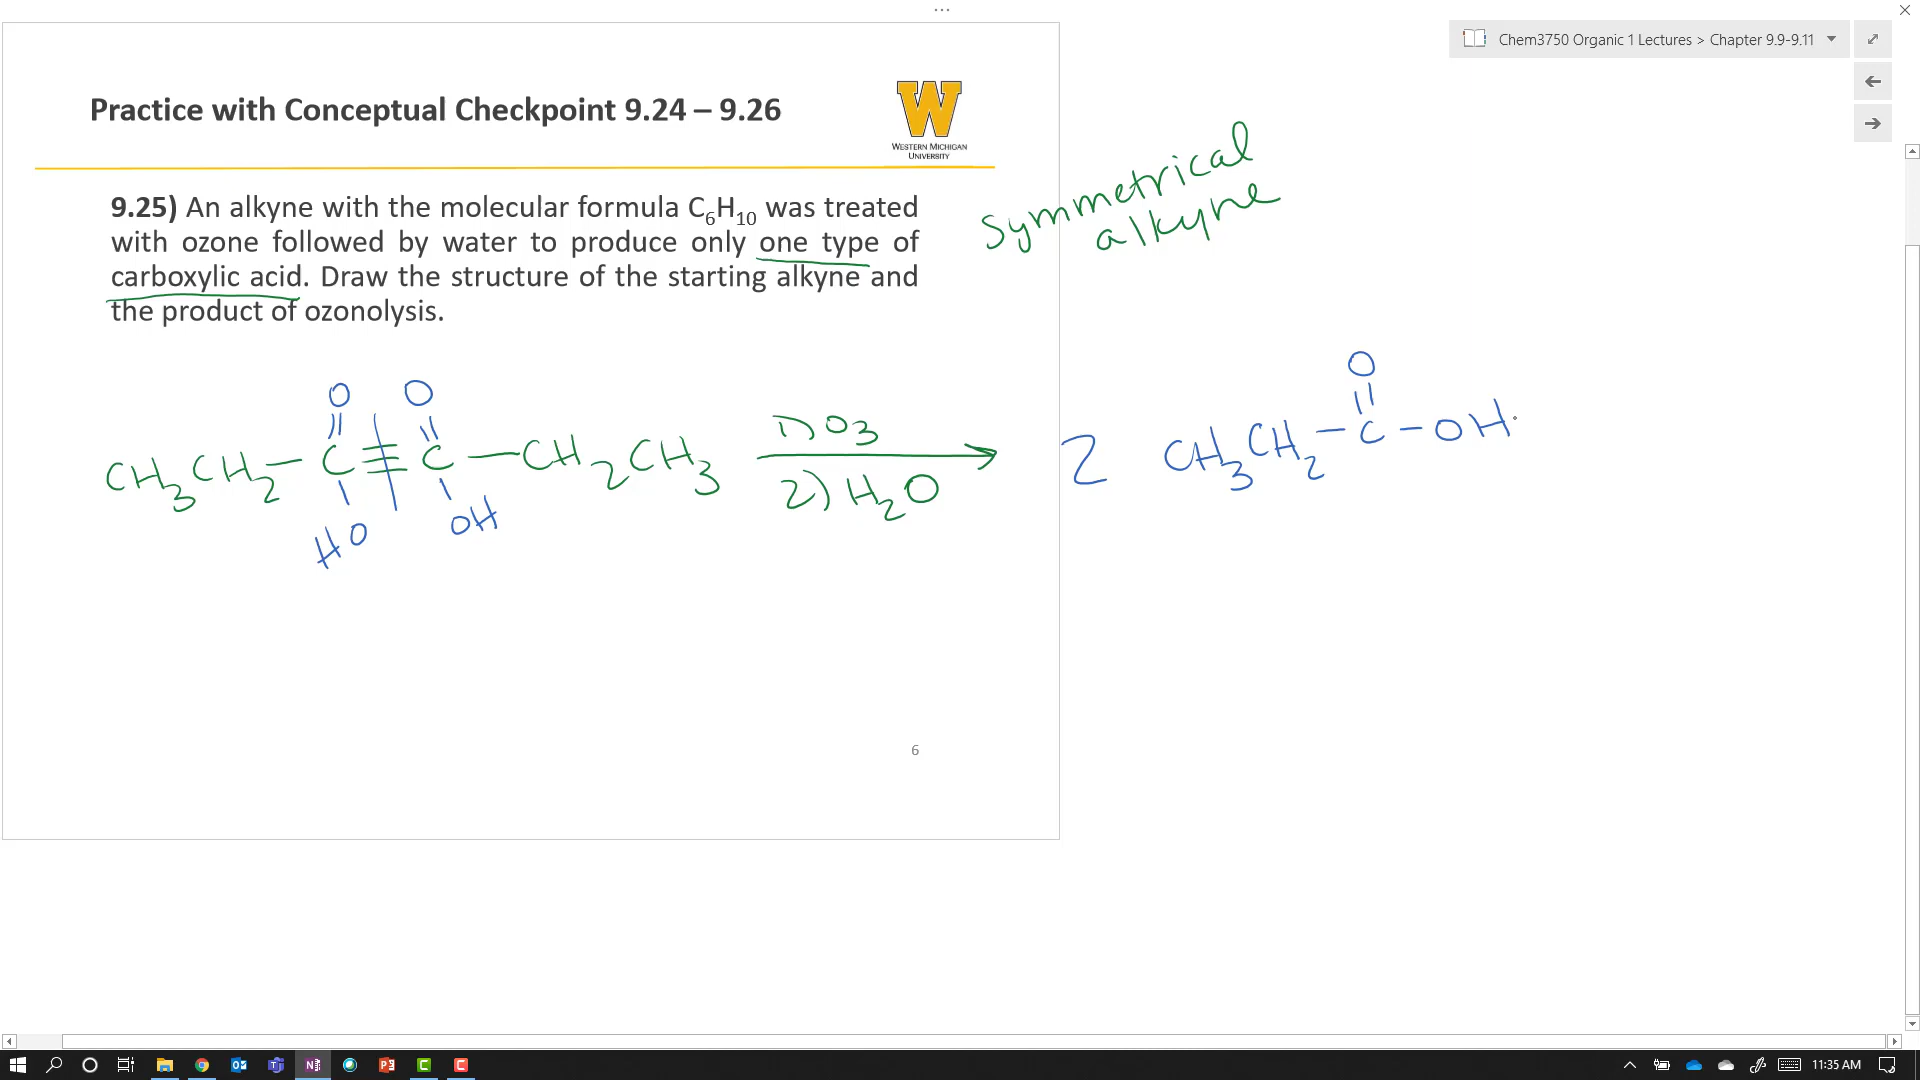 Chem3750 Organic 1 Lectures > Chapter 9.9-9.11
Practice with Conceptual Checkpoint 9.24 – 9.26
W
WESTERN MICHIGAN
UNIVERSITY
Symmetrical
alkyne
9.25) An alkyne with the molecular formula C₆H₁₀ was treated
with ozone followed by water to produce only one type of
carboxylic acid. Draw the structure of the starting alkyne and
the product of ozonolysis.
O O
CH₃CH₂–C≡C–CH₂CH₃
HO OH
1) O₃
2) H₂O
O
2 CH₃CH₂–C–OH
6
11:35 AM